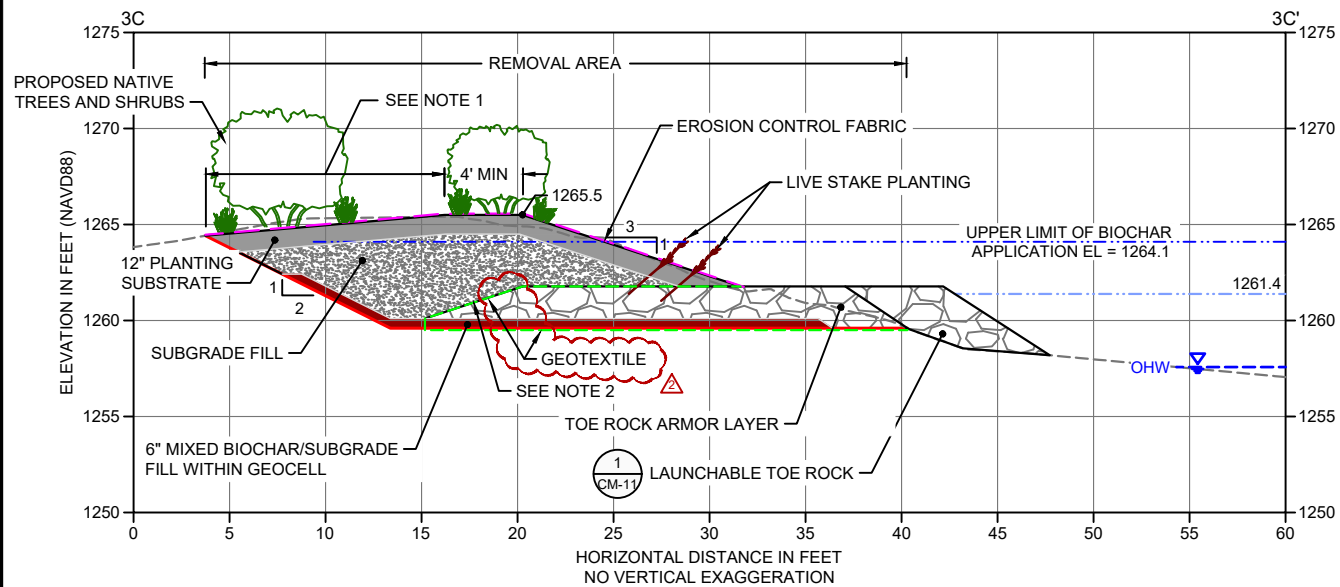 3C
3C'
1275
1275
REMOVAL AREA
PROPOSED NATIVE
TREES AND SHRUBS
SEE NOTE 1
1270
1270
EROSION CONTROL FABRIC
4' MIN
LIVE STAKE PLANTING
1265.5
1265
1265
3
1
UPPER LIMIT OF BIOCHAR
APPLICATION EL = 1264.1
12" PLANTING
SUBSTRATE
1
2
1261.4
1260
1260
SUBGRADE FILL
GEOTEXTILE
OHW
SEE NOTE 2
2
1255
1255
TOE ROCK ARMOR LAYER
6" MIXED BIOCHAR/SUBGRADE
FILL WITHIN GEOCELL
1
CM-11
LAUNCHABLE TOE ROCK
1250
1250
0
5
10
15
20
25
30
35
40
45
50
55
60
ELEVATION IN FEET (NAVD88)
HORIZONTAL DISTANCE IN FEET
NO VERTICAL EXAGGERATION